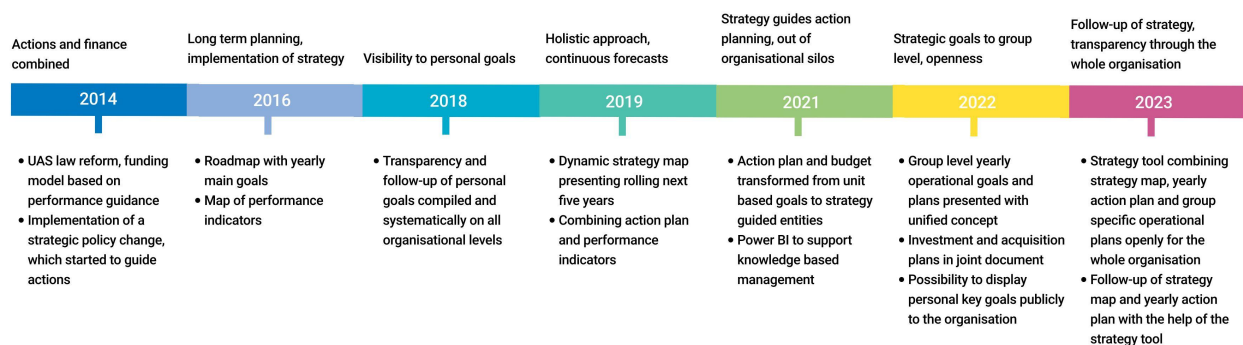 Actions and finance
combined
2014
• UAS law reform, funding
model based on
performance guidance
• Implementation of a
strategic policy change,
which started to guide
actions
Long term planning,
implementation of strategy
2016
• Roadmap with yearly
main goals
• Map of performance
indicators
Visibility to personal goals
2018
• Transparency and
follow-up of personal
goals compiled and
systematically on all
organisational levels
Holistic approach,
continuous forecasts
2019
• Dynamic strategy map
presenting rolling next
five years
• Combining action plan
and performance
indicators
Strategy guides action
planning, out of
organisational silos
2021
• Action plan and budget
transformed from unit
based goals to strategy
guided entities
• Power BI to support
knowledge based
management
Strategic goals to group
level, openness
2022
• Group level yearly
operational goals and
plans presented with
unified concept
• Investment and acquisition
plans in joint document
• Possibility to display
personal key goals publicly
to the organisation
Follow-up of strategy,
transparency through the
whole organisation
2023
• Strategy tool combining
strategy map, yearly
action plan and group
specific operational
plans openly for the
whole organisation
• Follow-up of strategy
map and yearly action
plan with the help of the
strategy tool